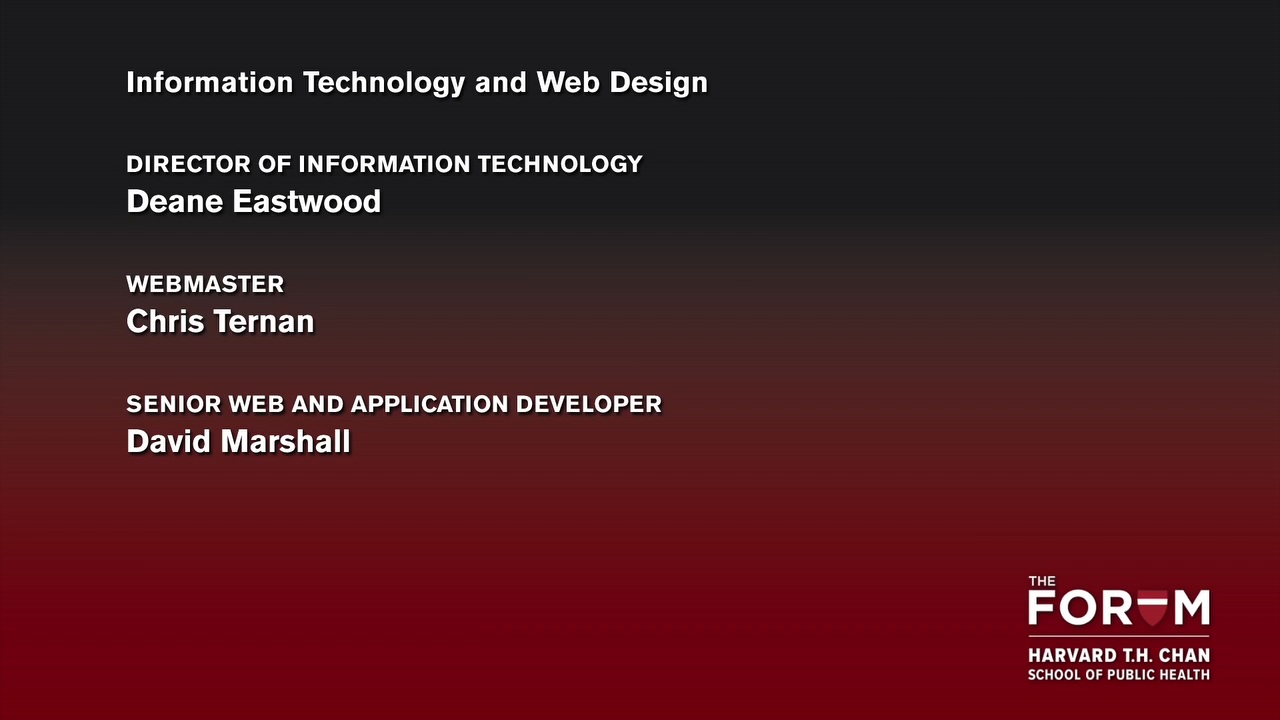 Information Technology and Web Design
DIRECTOR OF INFORMATION TECHNOLOGY
Deane Eastwood
WEBMASTER
Chris Ternan
SENIOR WEB AND APPLICATION DEVELOPER
David Marshall
THE
FORUM
HARVARD T.H. CHAN
SCHOOL OF PUBLIC HEALTH